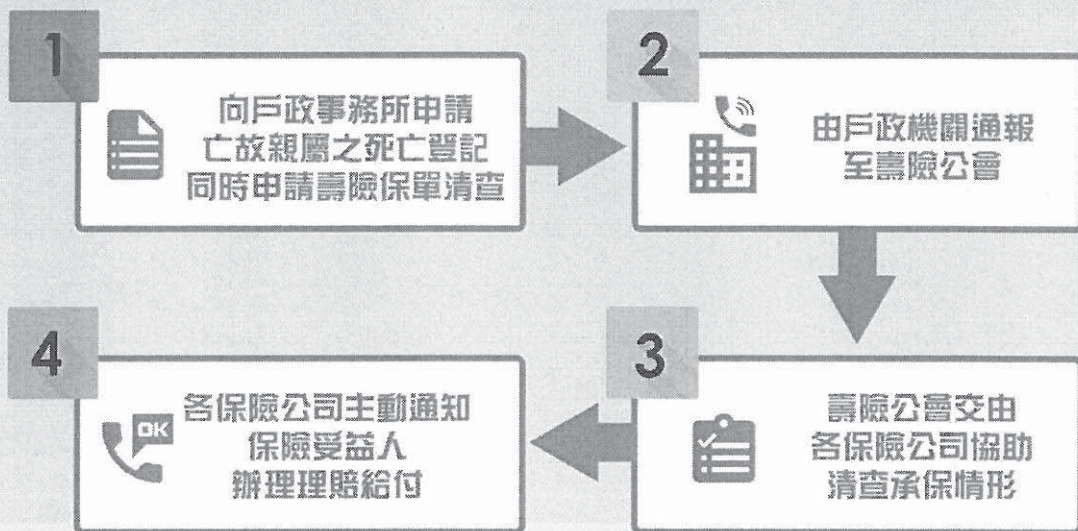 1
向戶政事務所申請
亡故親屬之死亡登記
同時申請壽險保單清查
2
由戶政機關通報
至壽險公會
3
壽險公會交由
各保險公司協助
清查承保情形
4
OK
各保險公司主動通知
保險受益人
辦理理賠給付